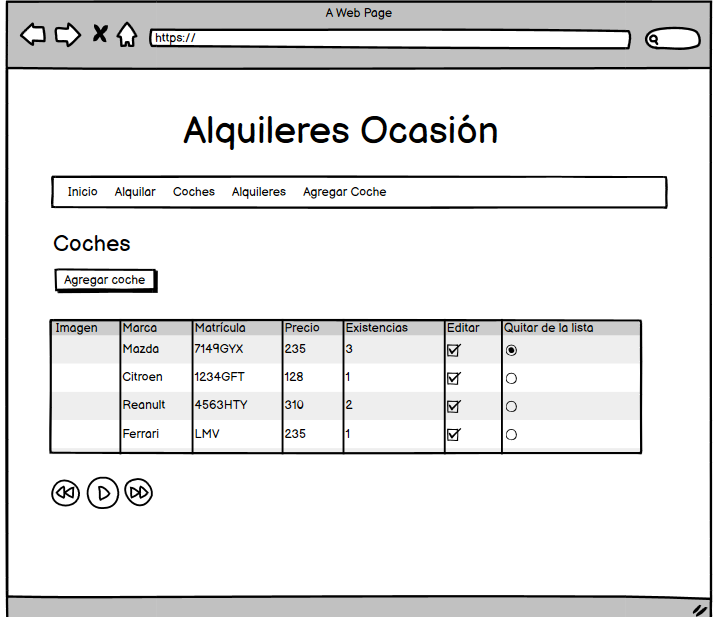 A Web Page
https://
Alquileres Ocasión
Inicio Alquilar Coches Alquileres Agregar Coche
Coches
Agregar coche
Imagen Marca Matrícula Precio Existencias Editar Quitar de la lista
Mazda 7149GYX 235 3
Citroen 1234GFT 128 1
Reanult 4563HTY 310 2
Ferrari LMV 235 1